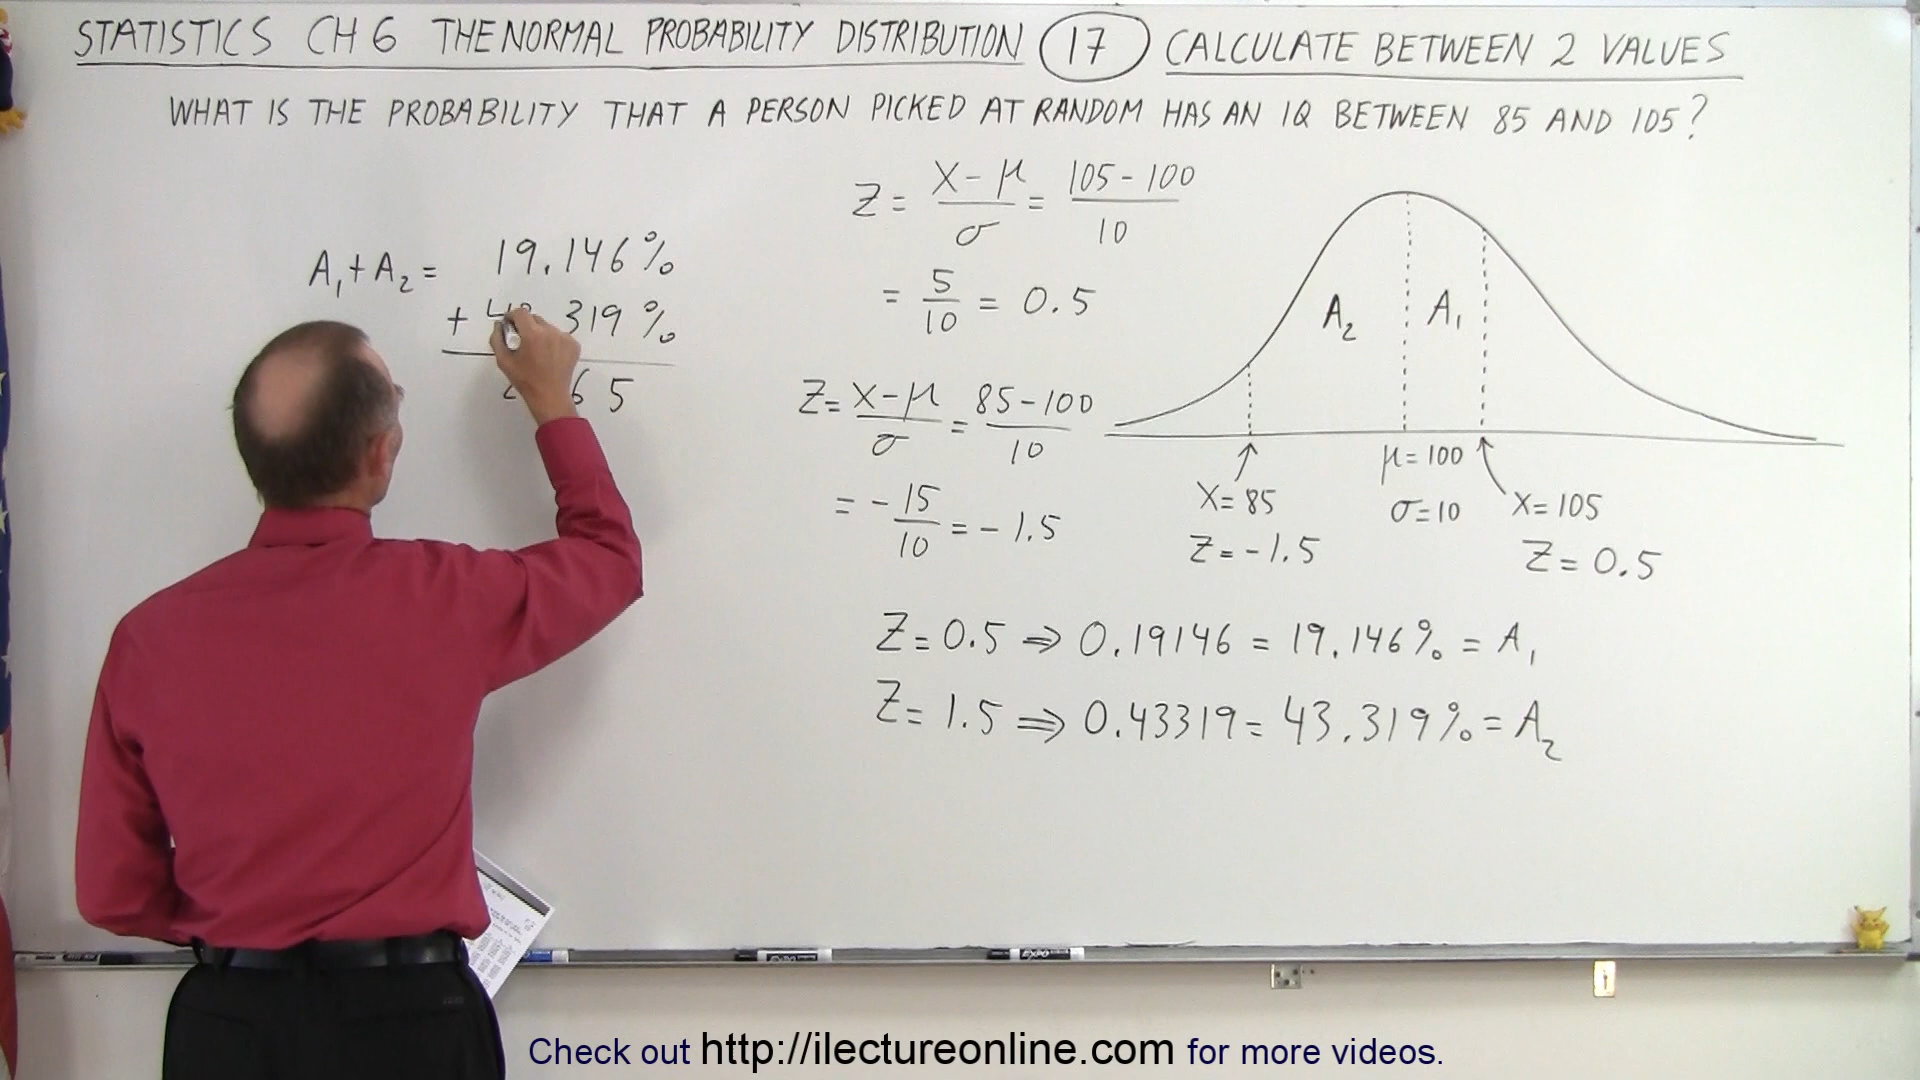 STATISTICS CH 6 THE NORMAL PROBABILITY DISTRIBUTION 17 CALCULATE BETWEEN 2 VALUES
WHAT IS THE PROBABILITY THAT A PERSON PICKED AT RANDOM HAS AN IQ BETWEEN 85 AND 105?
A₁+A₂= 19.146%
+ 319%
65
Z = X-μ/σ = 105-100/10
= 5/10 = 0.5
Z= X-μ/σ = 85-100/10
= -15/10 = -1.5
A₂ A₁
μ=100
σ=10
X=85
Z=-1.5
X=105
Z=0.5
Z=0.5 ⇒ 0.19146 = 19.146% = A₁
Z=1.5 ⇒ 0.43319 = 43.319% = A₂
Check out http://ilectureonline.com for more videos.